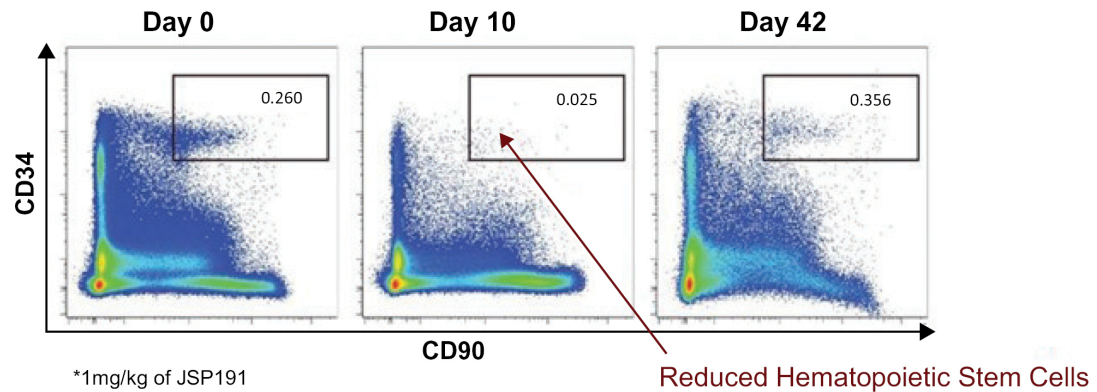 Day 0
Day 10
Day 42
0.260
0.025
0.356
CD34
CD90
*1mg/kg of JSP191
Reduced Hematopoietic Stem Cells